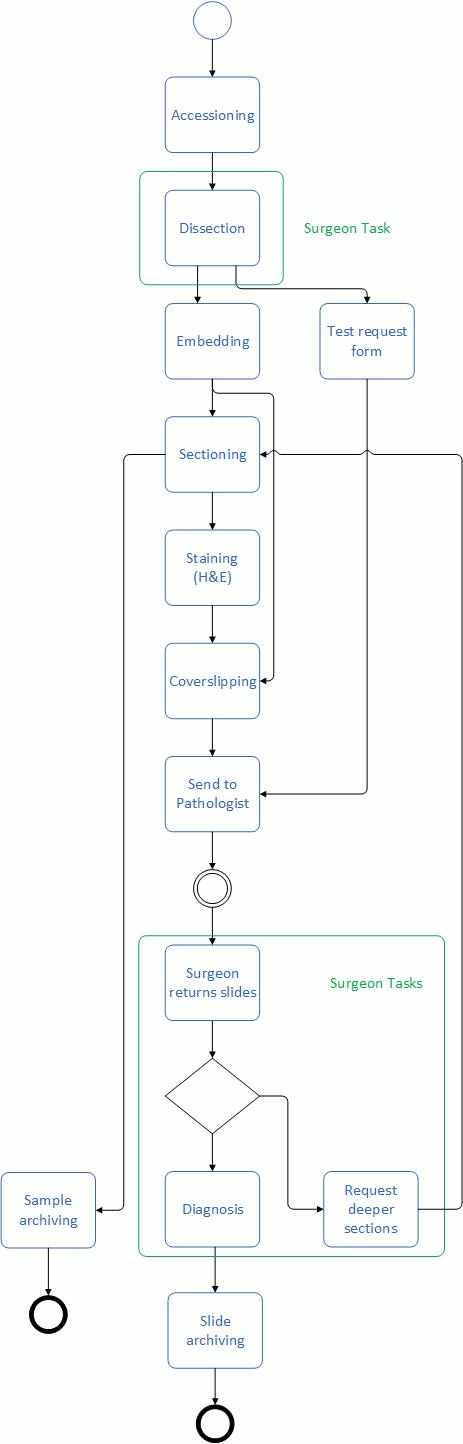 Accessioning
Dissection
Surgeon Task
Embedding
Test request
form
Sectioning
Staining
(H&E)
Coverslipping
Send to
Pathologist
Surgeon
returns slides
Surgeon Tasks
Sample
archiving
Diagnosis
Request
deeper
sections
Slide
archiving